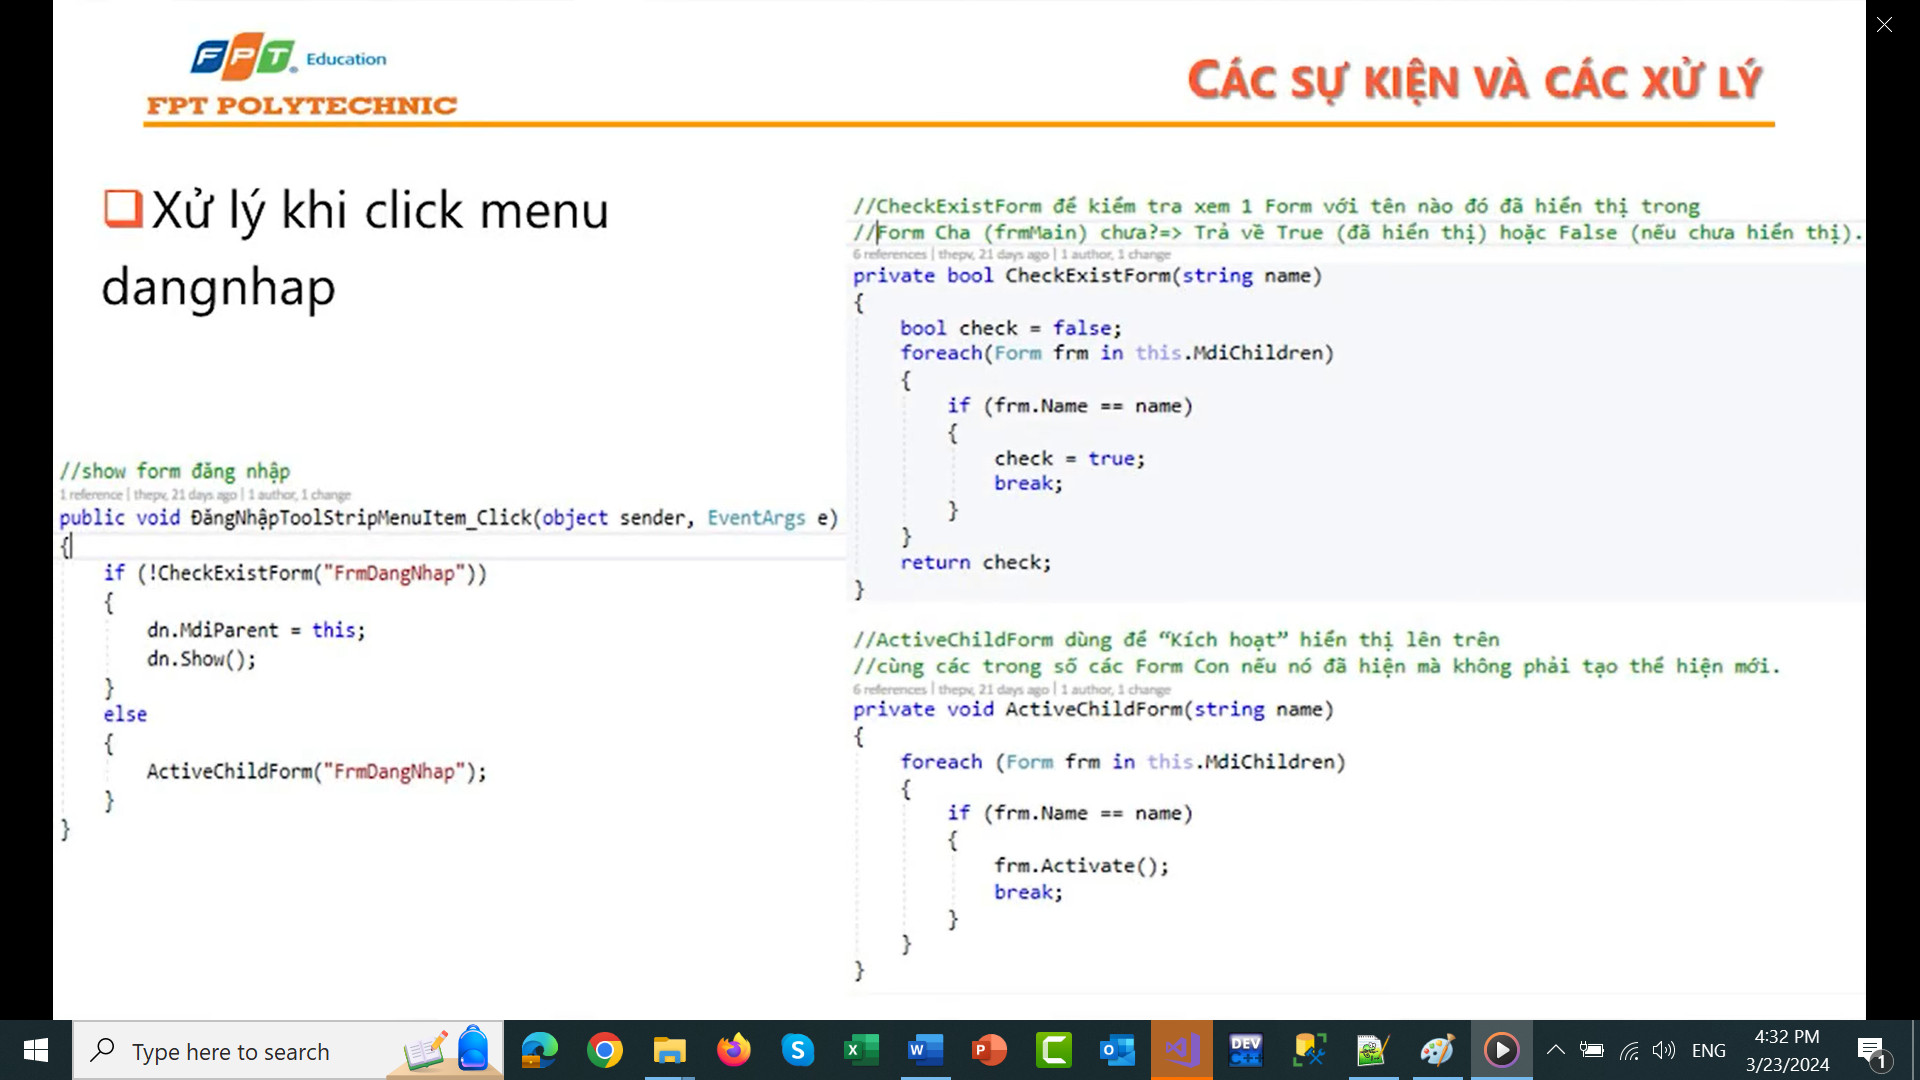 FPT Education
FPT POLYTECHNIC
CÁC SỰ KIỆN VÀ CÁC XỬ LÝ
Xử lý khi click menu
dangnhap
//show form đăng nhập
1 reference | thepv, 21 days ago | 1 author, 1 change
public void ĐăngNhậpToolStripMenuItem_Click(object sender, EventArgs e)
{
if (!CheckExistForm("FrmDangNhap"))
{
dn.MdiParent = this;
dn.Show();
}
else
{
ActiveChildForm("FrmDangNhap");
}
}
//CheckExistForm để kiểm tra xem 1 Form với tên nào đó đã hiển thị trong
//Form Cha (frmMain) chưa?=> Trả về True (đã hiển thị) hoặc False (nếu chưa hiển thị).
6 references | thepv, 21 days ago | 1 author, 1 change
private bool CheckExistForm(string name)
{
bool check = false;
foreach(Form frm in this.MdiChildren)
{
if (frm.Name == name)
{
check = true;
break;
}
}
return check;
}
//ActiveChildForm dùng để “Kích hoạt” hiển thị lên trên
//cùng các trong số các Form Con nếu nó đã hiện mà không phải tạo thể hiện mới.
6 references | thepv, 21 days ago | 1 author, 1 change
private void ActiveChildForm(string name)
{
foreach (Form frm in this.MdiChildren)
{
if (frm.Name == name)
{
frm.Activate();
break;
}
}
}
Type here to search
DEV C++
ENG
4:32 PM
3/23/2024
1